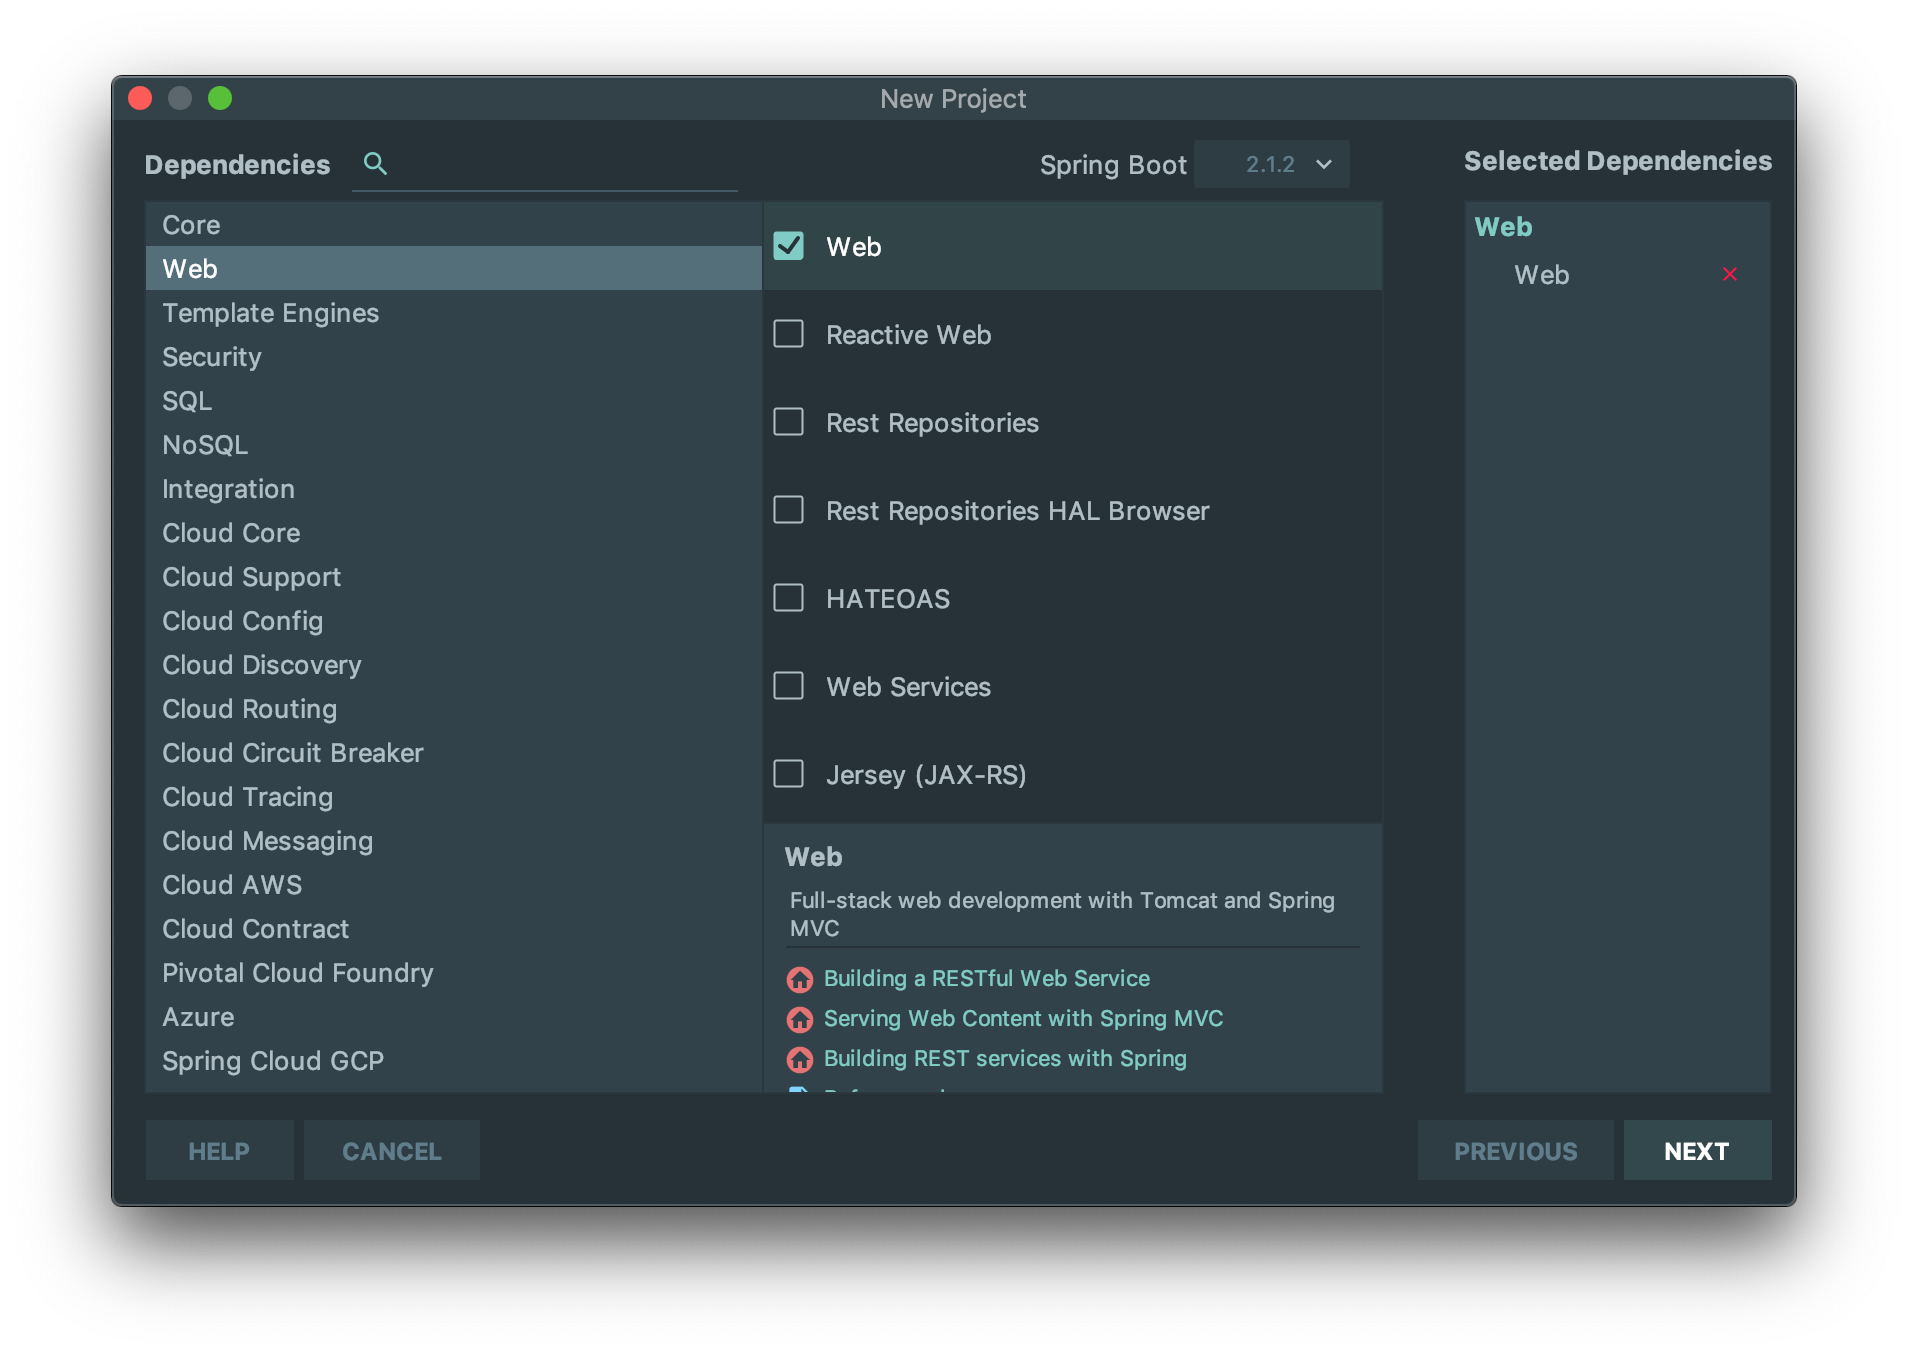 New Project
Dependencies
Spring Boot 2.1.2
Selected Dependencies
Core
Web
Template Engines
Security
SQL
NoSQL
Integration
Cloud Core
Cloud Support
Cloud Config
Cloud Discovery
Cloud Routing
Cloud Circuit Breaker
Cloud Tracing
Cloud Messaging
Cloud AWS
Cloud Contract
Pivotal Cloud Foundry
Azure
Spring Cloud GCP
Web
Reactive Web
Rest Repositories
Rest Repositories HAL Browser
HATEOAS
Web Services
Jersey (JAX-RS)
Web
Full-stack web development with Tomcat and Spring
MVC
Building a RESTful Web Service
Serving Web Content with Spring MVC
Building REST services with Spring
Web
Web
HELP
CANCEL
PREVIOUS
NEXT